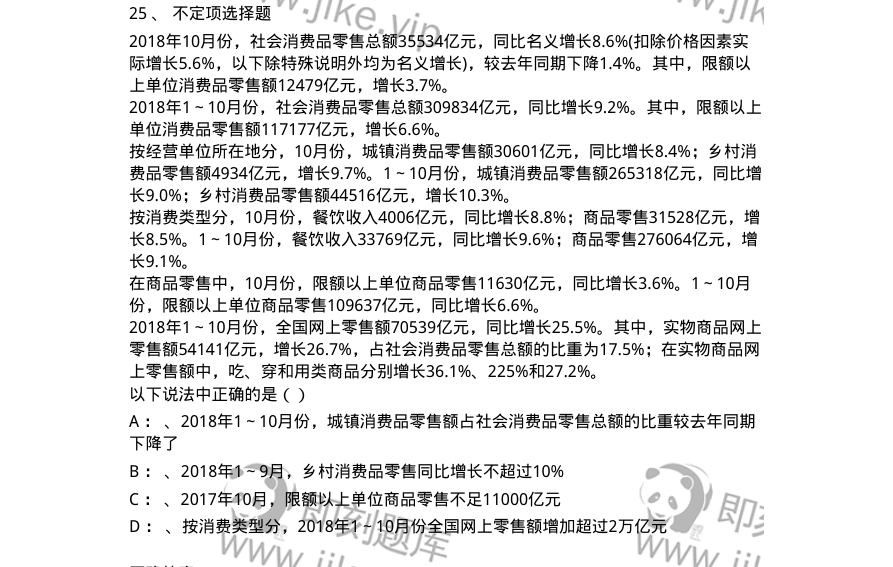 www.jike.vip
25 、 不定项选择题
2018年10月份，社会消费品零售总额35534亿元，同比名义增长8.6%(扣除价格因素实
际增长5.6%，以下除特殊说明外均为名义增长)，较去年同期下降1.4%。其中，限额以
上单位消费品零售额12479亿元，增长3.7%。
2018年1～10月份，社会消费品零售总额309834亿元，同比增长9.2%。其中，限额以上
单位消费品零售额117177亿元，增长6.6%。
按经营单位所在地分，10月份，城镇消费品零售额30601亿元，同比增长8.4%；乡村消
费品零售额4934亿元，增长9.7%。1～10月份，城镇消费品零售额265318亿元，同比增
长9.0%；乡村消费品零售额44516亿元，增长10.3%。
按消费类型分，10月份，餐饮收入4006亿元，同比增长8.8%；商品零售31528亿元，增
长8.5%。1～10月份，餐饮收入33769亿元，同比增长9.6%；商品零售276064亿元，增
长9.1%。
在商品零售中，10月份，限额以上单位商品零售11630亿元，同比增长3.6%。1～10月
份，限额以上单位商品零售109637亿元，同比增长6.6%。
2018年1～10月份，全国网上零售额70539亿元，同比增长25.5%。其中，实物商品网上
零售额54141亿元，增长26.7%，占社会消费品零售总额的比重为17.5%；在实物商品网
上零售额中，吃、穿和用类商品分别增长36.1%、225%和27.2%。
以下说法中正确的是（ ）
A： 、2018年1～10月份，城镇消费品零售额占社会消费品零售总额的比重较去年同期
下降了
B： 、2018年1～9月，乡村消费品零售同比增长不超过10%
C： 、2017年10月，限额以上单位商品零售不足11000亿元
D： 、按消费类型分，2018年1～10月份全国网上零售额增加超过2万亿元
即刻题库
即刻